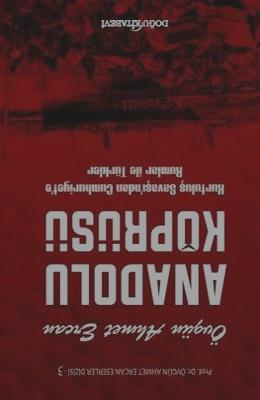 Prof. Dr. ÖVGÜN AHMET ERCAN ESERLER DİZİSİ - 3
Övgün Ahmet Ercan
ANADOLU
KÖPRÜSÜ
Kurtuluş Savaşı'ndan Cumhuriyet'e
Rumlar ile Türkler
DOĞU KİTABEVİ